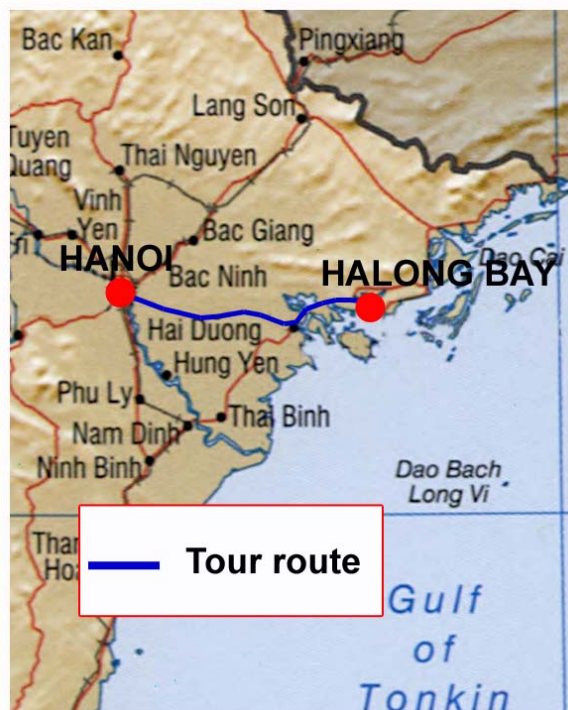 Bac Kan
Pingxiang
Lang Son
Tuyen
Quang
Thai Nguyen
Vinh
Yen
Bac Giang
HANOI
Dao Cai
Bac Ninh
HALONG BAY
Hai Duong
Hung Yen
Phu Ly
Thai Binh
Nam Dinh
Ninh Binh
Dao Bach
Long Vi
Tour route
Gulf
of
Tonkin